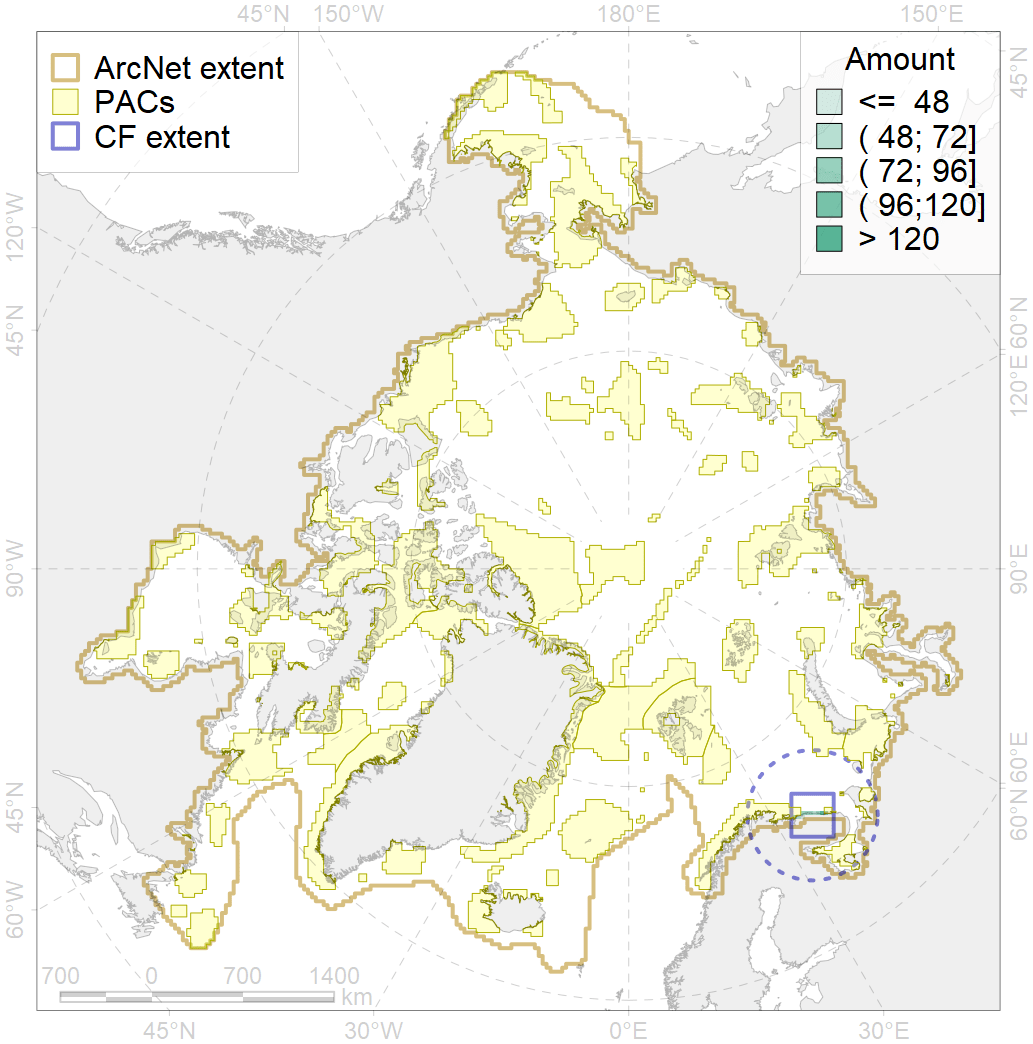 45°N 150°W 180°E 150°E
ArcNet extent
PACs
CF extent
Amount
<= 48
( 48; 72]
( 72; 96]
( 96;120]
> 120
45°N
120°W
60°N
45°N
120°E
90°W
90°E
45°N
60°N
60°W
700 0 700 1400
km
45°W 30°W 0°E 30°E